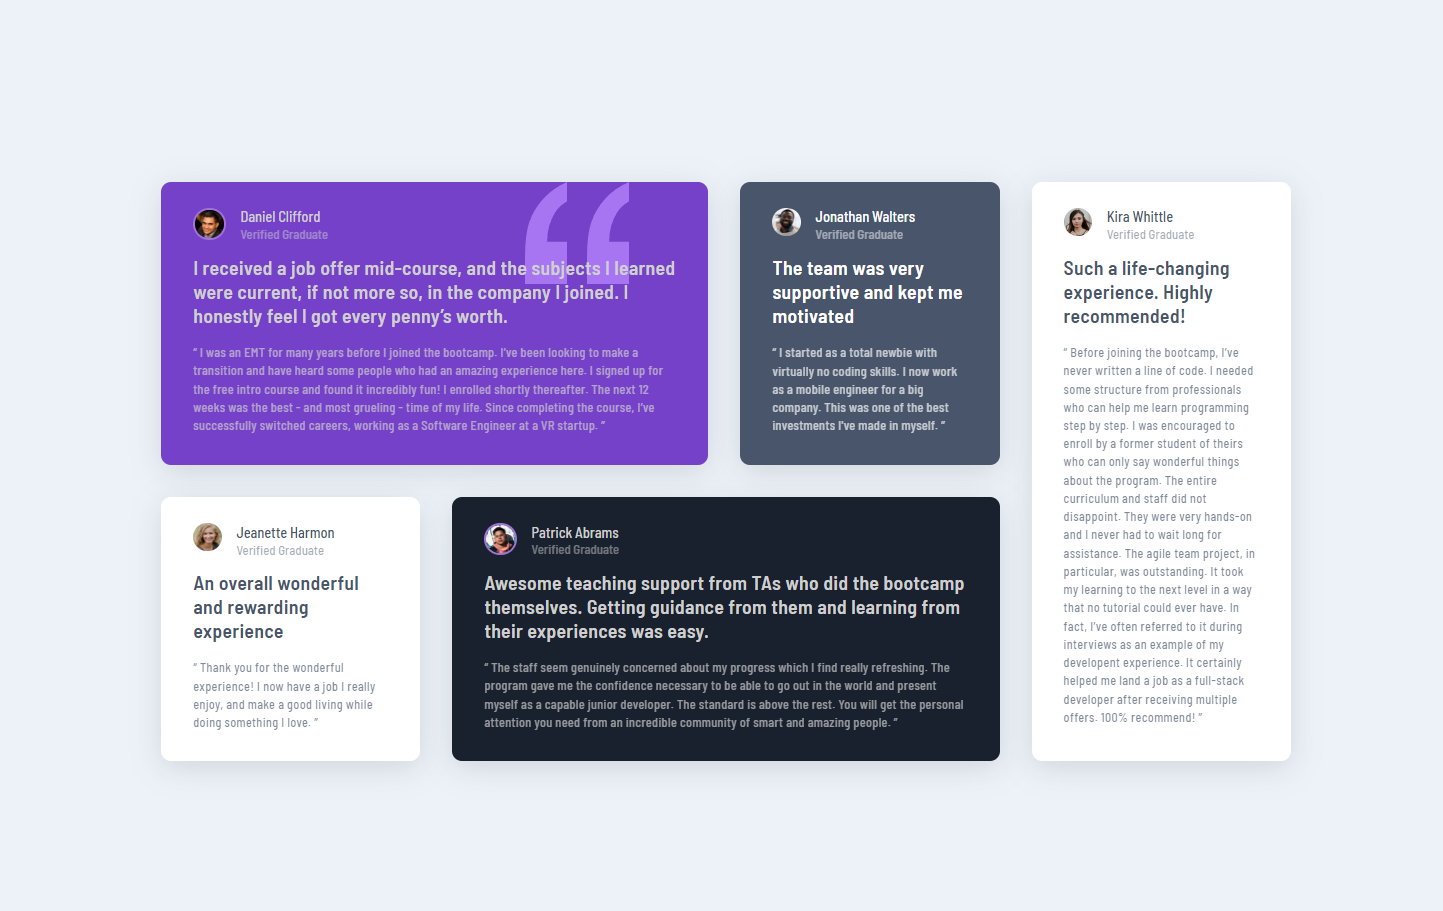 Daniel Clifford
Verified Graduate
I received a job offer mid-course, and the subjects I learned
were current, if not more so, in the company I joined. I
honestly feel I got every penny’s worth.
“ I was an EMT for many years before I joined the bootcamp. I’ve been looking to make a
transition and have heard some people who had an amazing experience here. I signed up for
the free intro course and found it incredibly fun! I enrolled shortly thereafter. The next 12
weeks was the best - and most grueling - time of my life. Since completing the course, I’ve
successfully switched careers, working as a Software Engineer at a VR startup. ”
Jonathan Walters
Verified Graduate
The team was very
supportive and kept me
motivated
“ I started as a total newbie with
virtually no coding skills. I now work
as a mobile engineer for a big
company. This was one of the best
investments I’ve made in myself. ”
Kira Whittle
Verified Graduate
Such a life-changing
experience. Highly
recommended!
“ Before joining the bootcamp, I’ve
never written a line of code. I needed
some structure from professionals
who can help me learn programming
step by step. I was encouraged to
enroll by a former student of theirs
who can only say wonderful things
about the program. The entire
curriculum and staff did not
disappoint. They were very hands-on
and I never had to wait long for
assistance. The agile team project, in
particular, was outstanding. It took
my learning to the next level in a way
that no tutorial could ever have. In
fact, I’ve often referred to it during
interviews as an example of my
developent experience. It certainly
helped me land a job as a full-stack
developer after receiving multiple
offers. 100% recommend! ”
Jeanette Harmon
Verified Graduate
An overall wonderful
and rewarding
experience
“ Thank you for the wonderful
experience! I now have a job I really
enjoy, and make a good living while
doing something I love. ”
Patrick Abrams
Verified Graduate
Awesome teaching support from TAs who did the bootcamp
themselves. Getting guidance from them and learning from
their experiences was easy.
“ The staff seem genuinely concerned about my progress which I find really refreshing. The
program gave me the confidence necessary to be able to go out in the world and present
myself as a capable junior developer. The standard is above the rest. You will get the personal
attention you need from an incredible community of smart and amazing people. ”